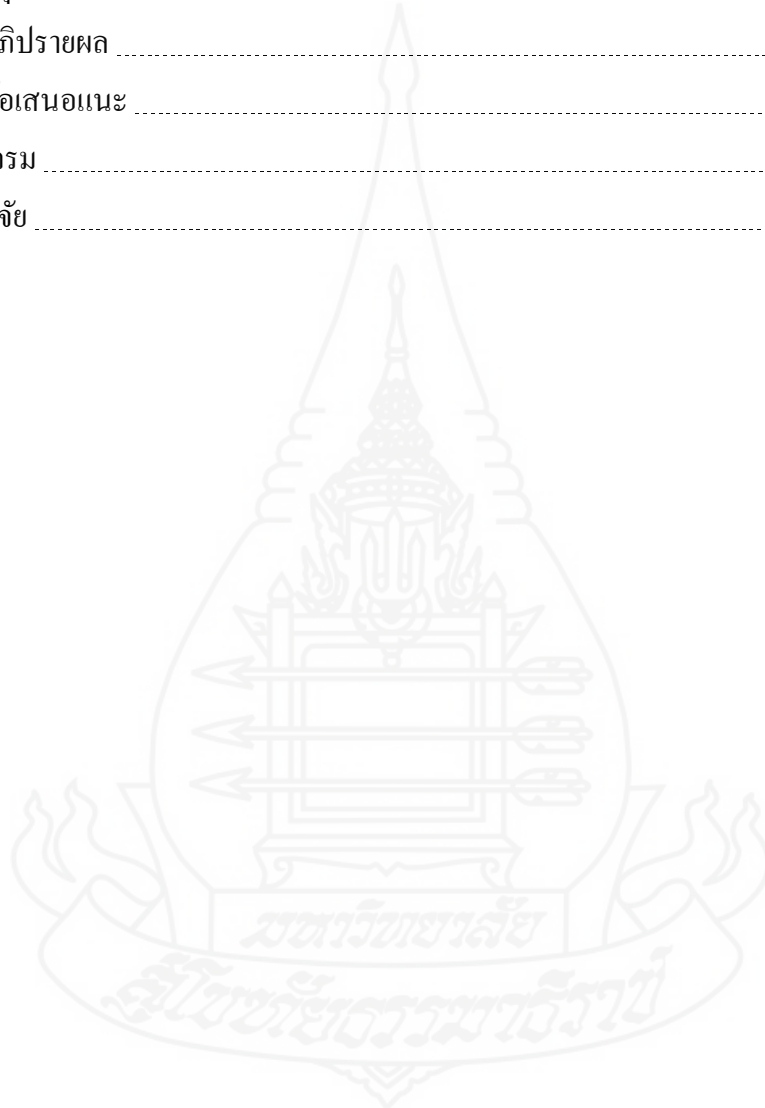 ภิปรายผล
อเสนอแนะ
กรม
จัย
มหาวิทยาลัย
สุโขทัยธรรมาธิราช